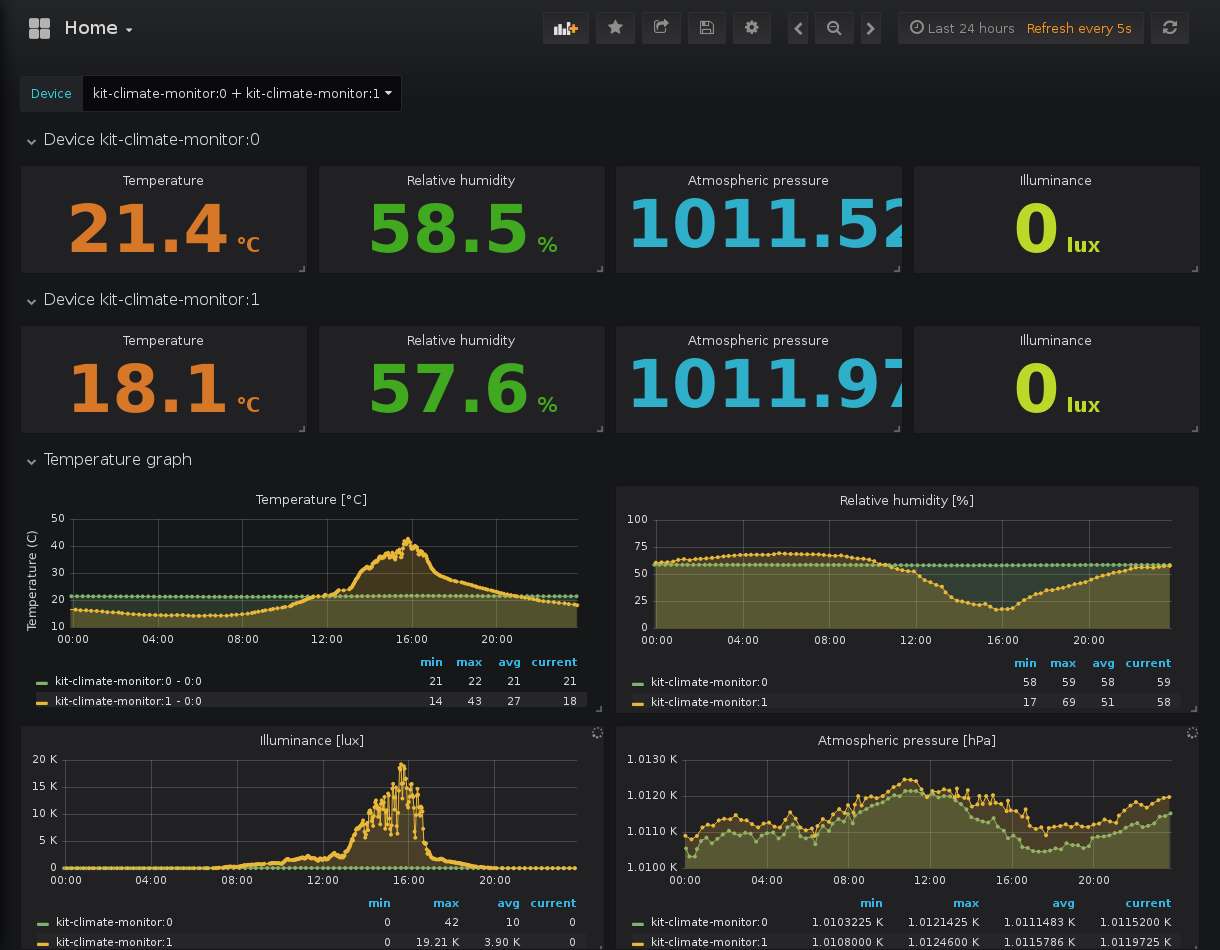 Home
Last 24 hours Refresh every 5s
Device kit-climate-monitor:0 + kit-climate-monitor:1
Device kit-climate-monitor:0
Temperature Relative humidity Atmospheric pressure Illuminance
21.4 °C 58.5 % 1011.52 0 lux
Device kit-climate-monitor:1
Temperature Relative humidity Atmospheric pressure Illuminance
18.1 °C 57.6 % 1011.97 0 lux
Temperature graph
Temperature [°C]
Temperature (C)
50
40
30
20
10
00:00 04:00 08:00 12:00 16:00 20:00
min max avg current
kit-climate-monitor:0 - 0:0 21 22 21 21
kit-climate-monitor:1 - 0:0 14 43 27 18
Relative humidity [%]
100
75
50
25
0
00:00 04:00 08:00 12:00 16:00 20:00
min max avg current
kit-climate-monitor:0 58 59 58 59
kit-climate-monitor:1 17 69 51 58
Illuminance [lux]
20 K
15 K
10 K
5 K
0
00:00 04:00 08:00 12:00 16:00 20:00
min max avg current
kit-climate-monitor:0 0 42 10 0
kit-climate-monitor:1 0 19.21 K 3.90 K 0
Atmospheric pressure [hPa]
1.0130 K
1.0120 K
1.0110 K
1.0100 K
00:00 04:00 08:00 12:00 16:00 20:00
min max avg current
kit-climate-monitor:0 1.0103225 K 1.0121425 K 1.0111483 K 1.0115200 K
kit-climate-monitor:1 1.0108000 K 1.0124600 K 1.0115786 K 1.0119725 K